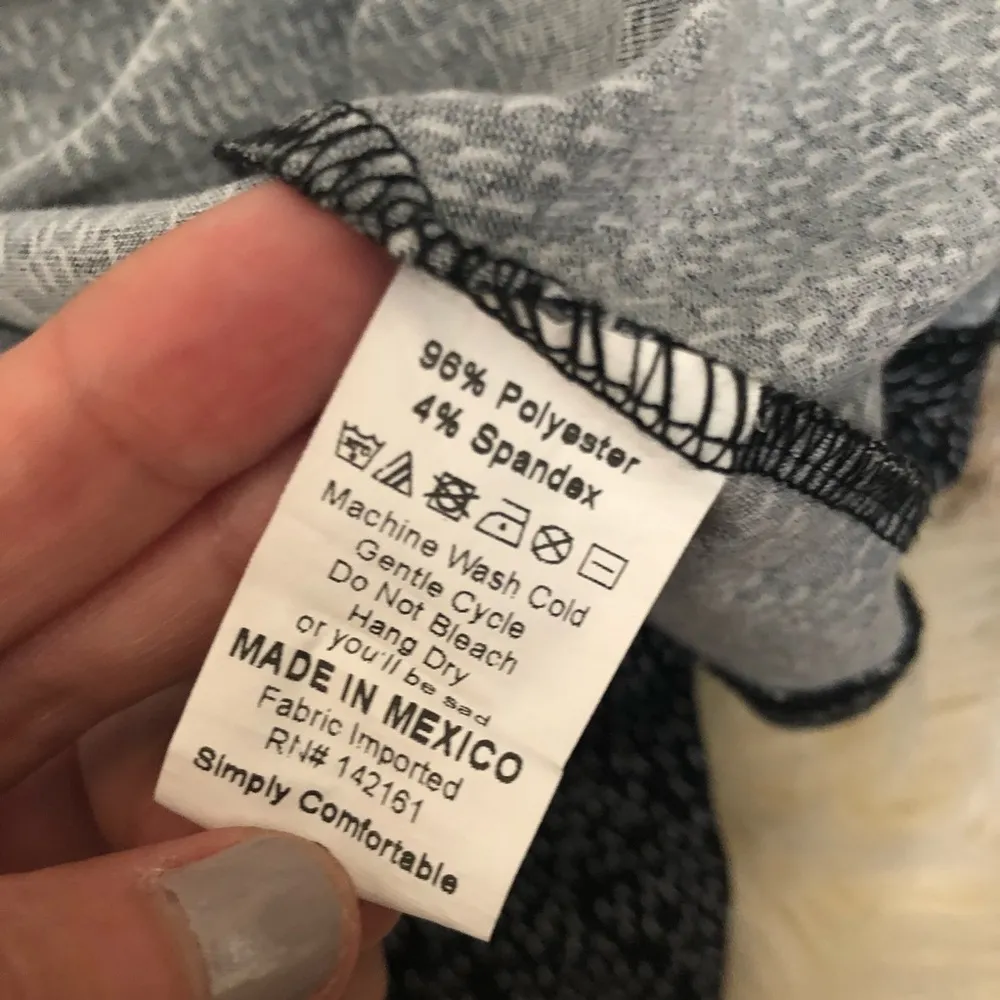 96% Polyester
4% Spandex
Machine Wash Cold
Gentle Cycle
Do Not Bleach
Hang Dry
or you'll be sad
MADE IN MEXICO
Fabric Imported
RN# 142161
Simply Comfortable